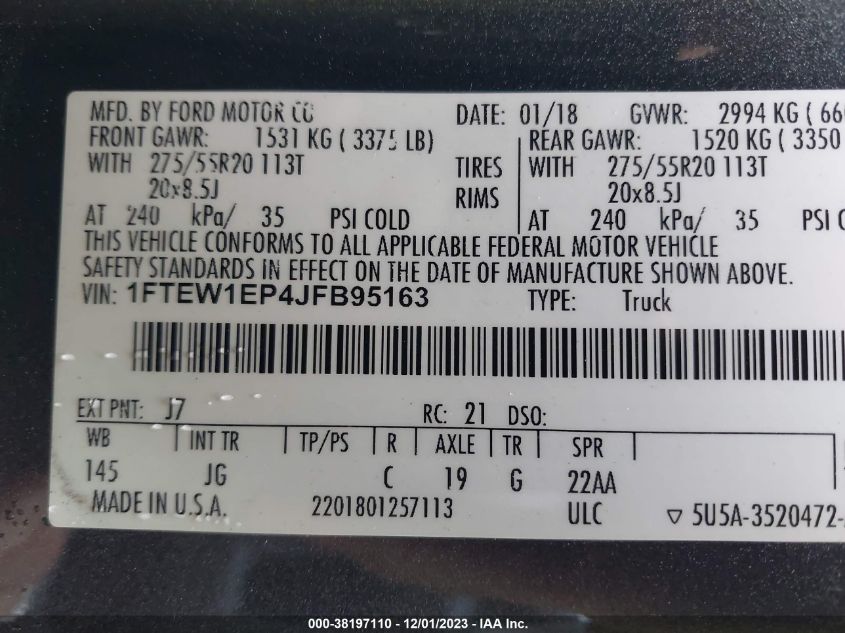 MFD. BY FORD MOTOR CO DATE: 01/18 GVWR: 2994 KG ( 660
FRONT GAWR: 1531 KG ( 3375 LB) REAR GAWR: 1520 KG ( 3350
WITH 275/55R20 113T TIRES WITH 275/55R20 113T
20x8.5J RIMS 20x8.5J
AT 240 kPa/ 35 PSI COLD AT 240 kPa/ 35 PSI C
THIS VEHICLE CONFORMS TO ALL APPLICABLE FEDERAL MOTOR VEHICLE
SAFETY STANDARDS IN EFFECT ON THE DATE OF MANUFACTURE SHOWN ABOVE.
VIN: 1FTEW1EP4JFB95163 TYPE: Truck
EXT PNT: J7 RC: 21 DSO:
WB INT TR TP/PS R AXLE TR SPR
145 JG C 19 G 22AA
MADE IN U.S.A. 2201801257113 ULC ▽ 5U5A-3520472-
000-38197110 - 12/01/2023 - IAA Inc.